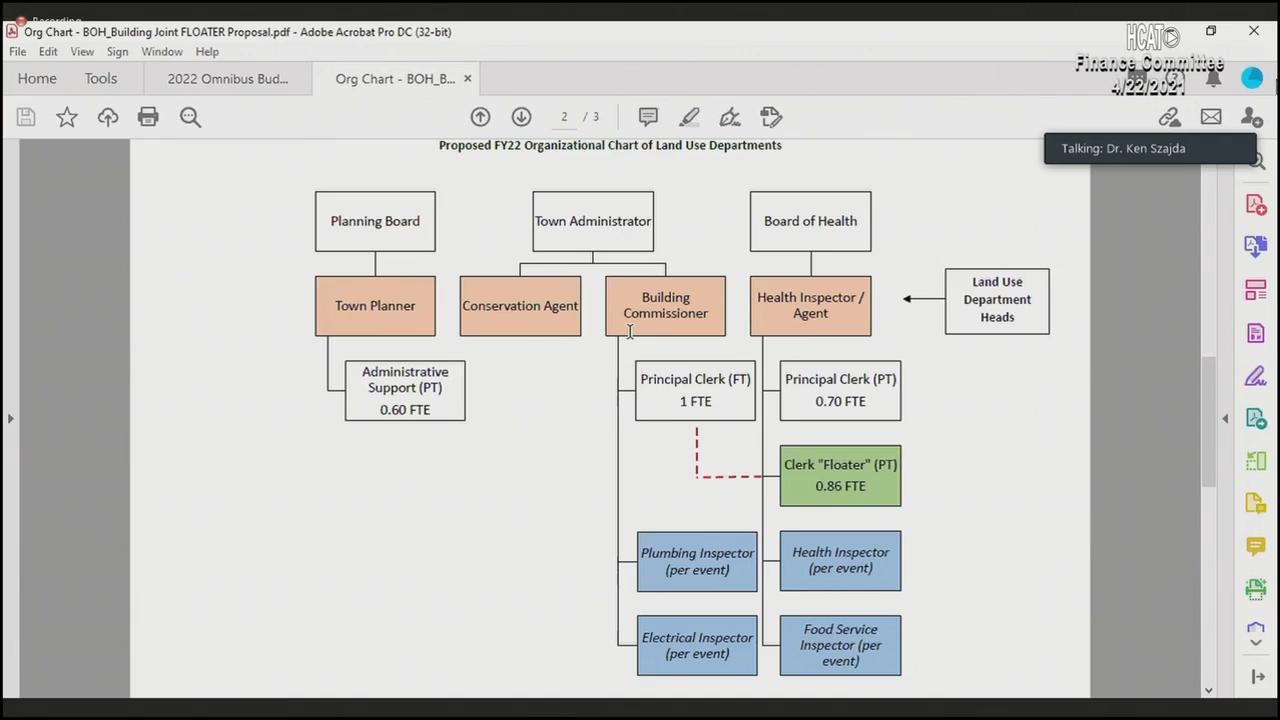 Recording
Org Chart - BOH_Building Joint FLOATER Proposal.pdf - Adobe Acrobat Pro DC (32-bit)
File Edit View Sign Window Help
HCAT
Finance Committee
4/22/2021
Home Tools 2022 Omnibus Bud... Org Chart - BOH_B... ×
2 / 3
Talking: Dr. Ken Szajda
Proposed FY22 Organizational Chart of Land Use Departments
Planning Board
Town Administrator
Board of Health
Town Planner
Conservation Agent
Building
Commissioner
Health Inspector /
Agent
Land Use
Department
Heads
Administrative
Support (PT)
0.60 FTE
Principal Clerk (FT)
1 FTE
Principal Clerk (PT)
0.70 FTE
Clerk "Floater" (PT)
0.86 FTE
Plumbing Inspector
(per event)
Health Inspector
(per event)
Electrical Inspector
(per event)
Food Service
Inspector (per
event)